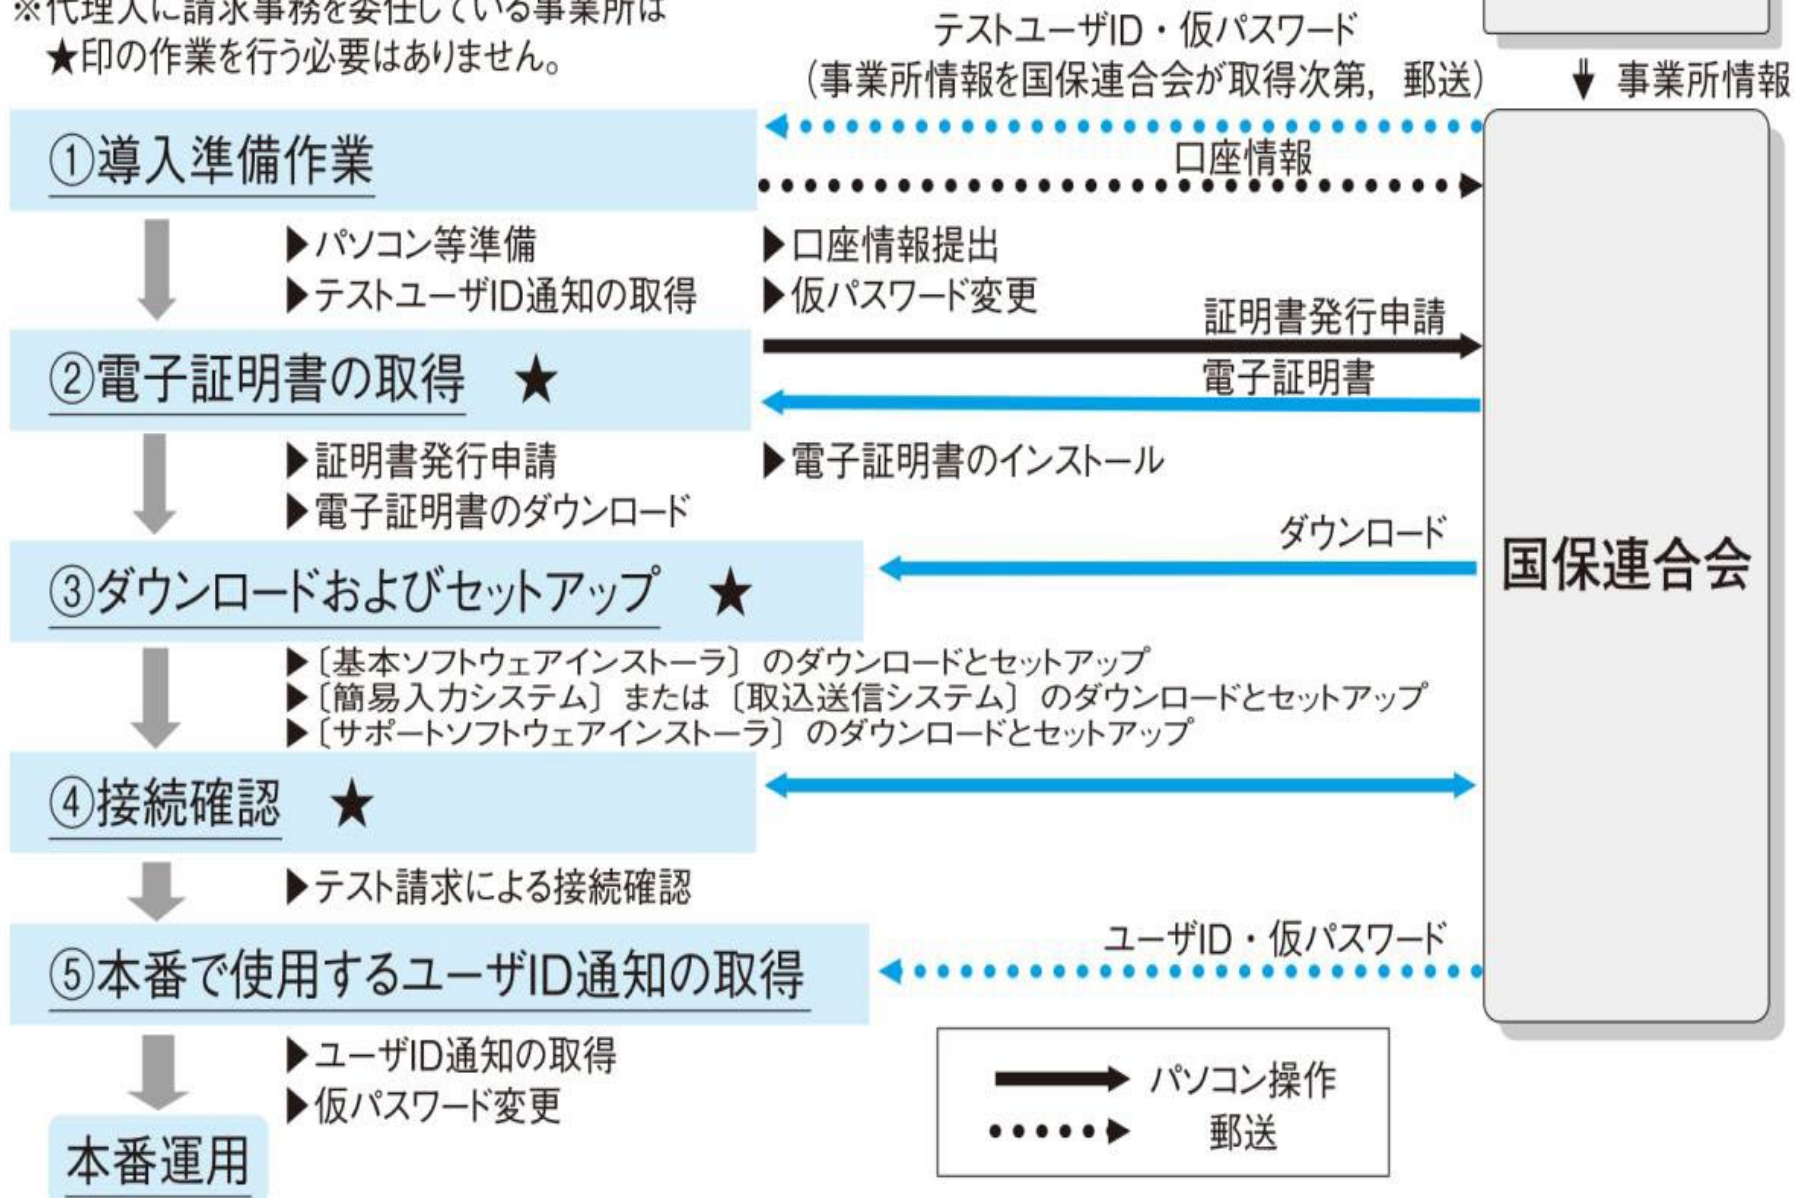 ※代理人に請求事務を委任している事業所は
★印の作業を行う必要はありません。
テストユーザID・仮パスワード
（事業所情報を国保連合会が取得次第，郵送）
事業所情報
①導入準備作業
口座情報
▶パソコン等準備
▶テストユーザID通知の取得
▶口座情報提出
▶仮パスワード変更
証明書発行申請
②電子証明書の取得 ★
電子証明書
▶証明書発行申請
▶電子証明書のダウンロード
▶電子証明書のインストール
ダウンロード
国保連合会
③ダウンロードおよびセットアップ ★
▶〔基本ソフトウェアインストーラ〕のダウンロードとセットアップ
▶〔簡易入力システム〕または〔取込送信システム〕のダウンロードとセットアップ
▶〔サポートソフトウェアインストーラ〕のダウンロードとセットアップ
④接続確認 ★
▶テスト請求による接続確認
ユーザID・仮パスワード
⑤本番で使用するユーザID通知の取得
▶ユーザID通知の取得
▶仮パスワード変更
パソコン操作
郵送
本番運用